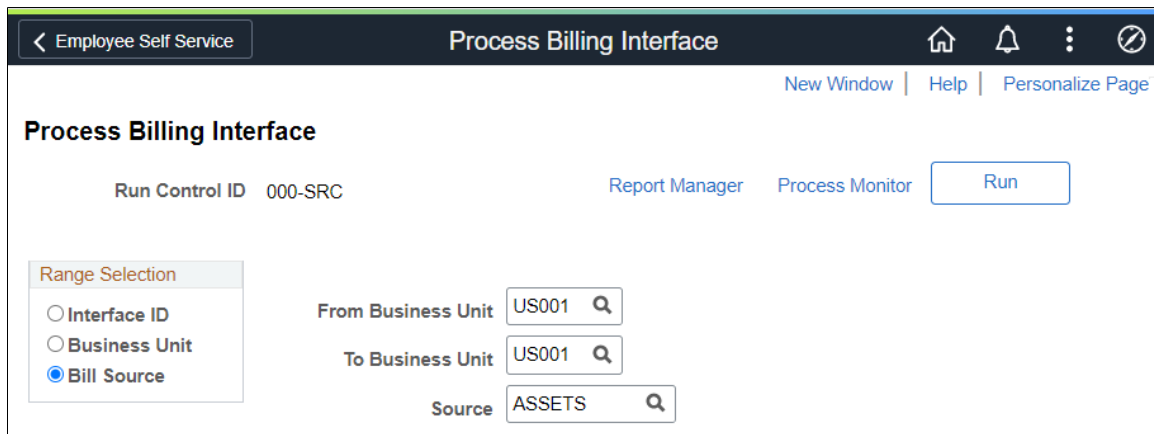 Employee Self Service
Process Billing Interface
New Window | Help | Personalize Page
Process Billing Interface
Run Control ID 000-SRC Report Manager Process Monitor Run
Range Selection
Interface ID
Business Unit
Bill Source
From Business Unit US001
To Business Unit US001
Source ASSETS